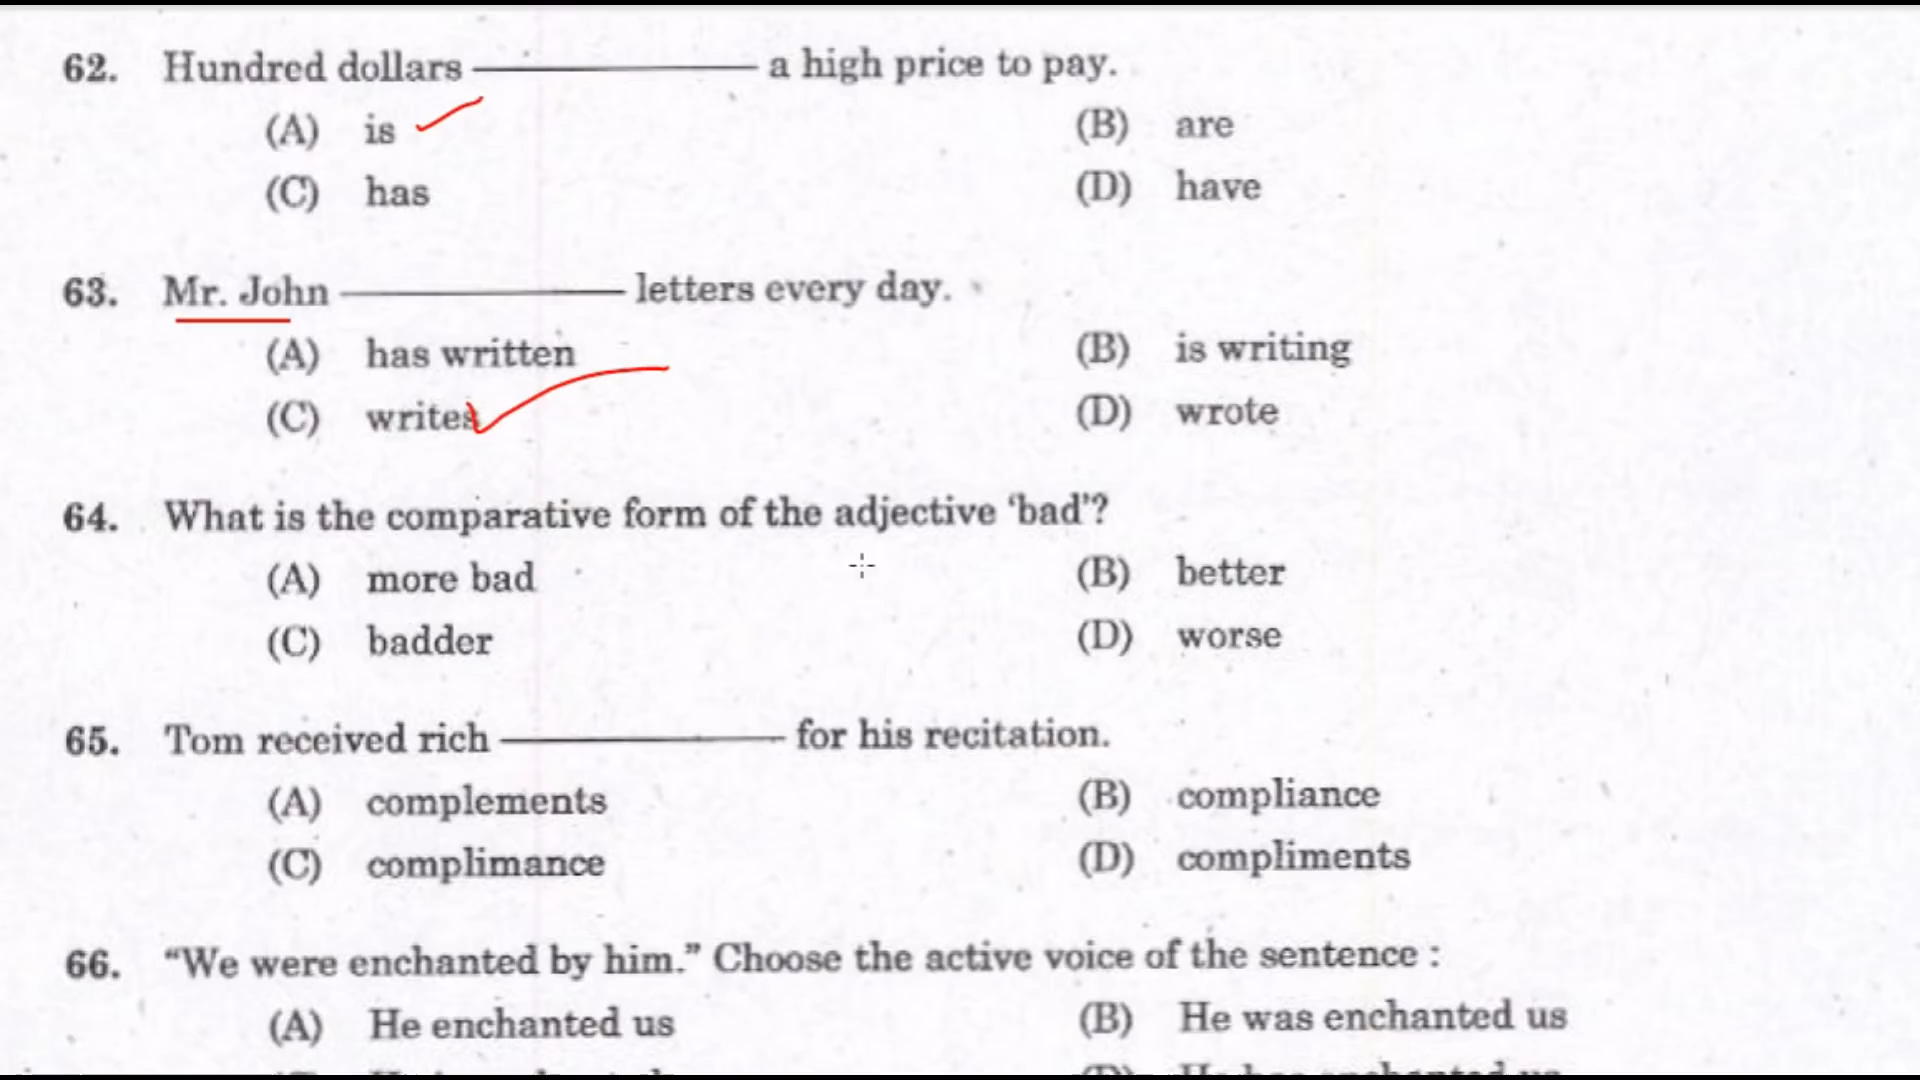 62. Hundred dollars ———— a high price to pay.
(A) is (B) are
(C) has (D) have
63. Mr. John ———— letters every day.
(A) has written (B) is writing
(C) writes (D) wrote
64. What is the comparative form of the adjective ‘bad’?
(A) more bad (B) better
(C) badder (D) worse
65. Tom received rich ———— for his recitation.
(A) complements (B) compliance
(C) complimance (D) compliments
66. “We were enchanted by him.” Choose the active voice of the sentence :
(A) He enchanted us (B) He was enchanted us